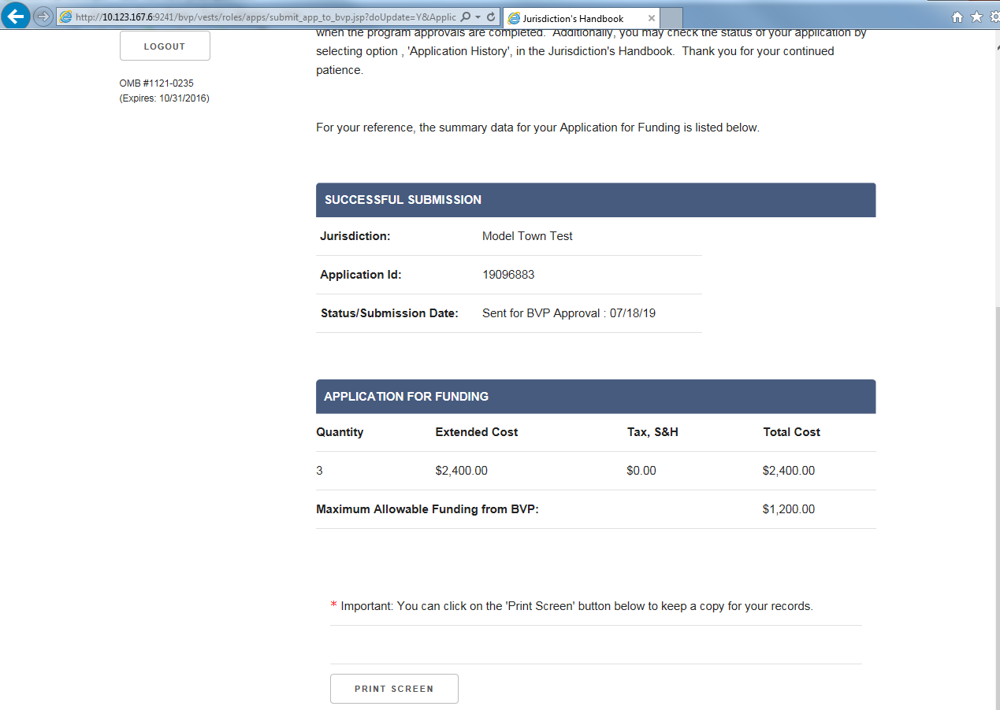 http://10.123.167.6:9241/bvp/vests/roles/apps/submit_app_to_bvp.jsp?doUpdate=Y&Applic
Jurisdiction's Handbook
LOGOUT
OMB #1121-0235
(Expires: 10/31/2016)
when the program approvals are completed. Additionally, you may check the status of your application by
selecting option , 'Application History', in the Jurisdiction's Handbook. Thank you for your continued
patience.
For your reference, the summary data for your Application for Funding is listed below.
SUCCESSFUL SUBMISSION
Jurisdiction: Model Town Test
Application Id: 19096883
Status/Submission Date: Sent for BVP Approval : 07/18/19
APPLICATION FOR FUNDING
Quantity Extended Cost Tax, S&H Total Cost
3 $2,400.00 $0.00 $2,400.00
Maximum Allowable Funding from BVP: $1,200.00
* Important: You can click on the 'Print Screen' button below to keep a copy for your records.
PRINT SCREEN